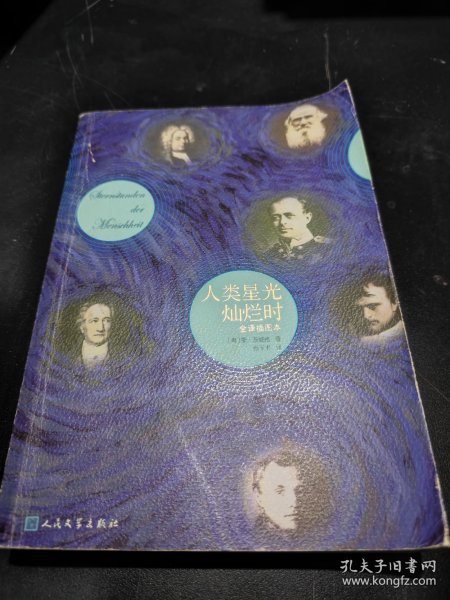 Sternstunden
der
Menschheit
人类星光
灿烂时
全译插图本
人民文学出版社
孔夫子旧书网
www.kongfz.com